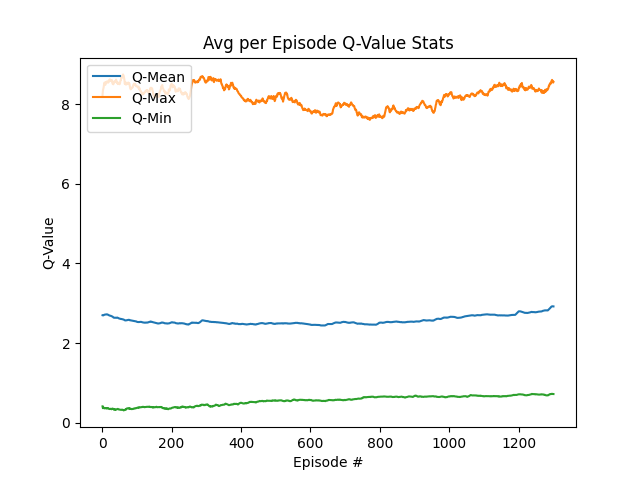 Avg per Episode Q-Value Stats
Q-Mean
Q-Max
Q-Min
8
6
4
2
0
Q-Value
0 200 400 600 800 1000 1200
Episode #